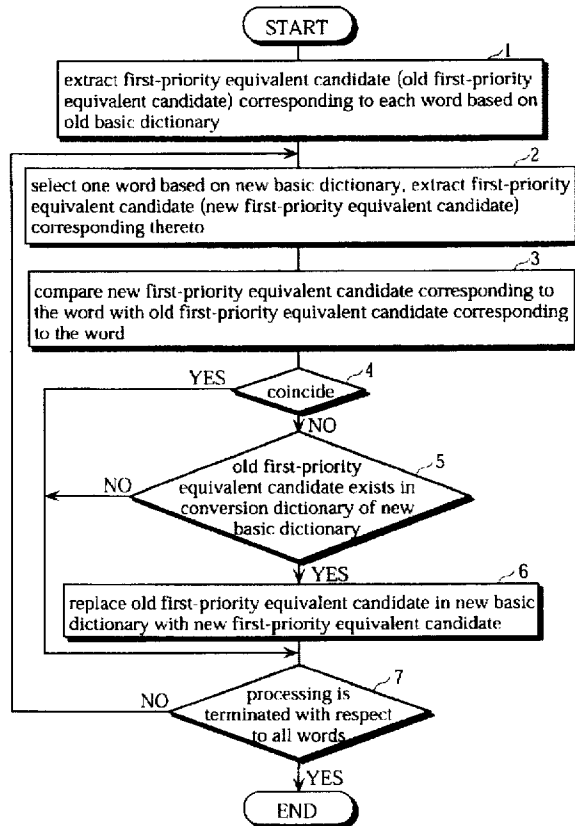 START
1
extract first-priority equivalent candidate (old first-priority
equivalent candidate) corresponding to each word based on
old basic dictionary
2
select one word based on new basic dictionary, extract first-priority
equivalent candidate (new first-priority equivalent candidate)
corresponding thereto
3
compare new first-priority equivalent candidate corresponding to
the word with old first-priority equivalent candidate corresponding
to the word
YES
4
coincide
NO
5
old first-priority
equivalent candidate exists in
conversion dictionary of new
basic dictionary
NO
YES
6
replace old first-priority equivalent candidate in new basic
dictionary with new first-priority equivalent candidate
7
NO
processing is
terminated with respect
to all words
YES
END